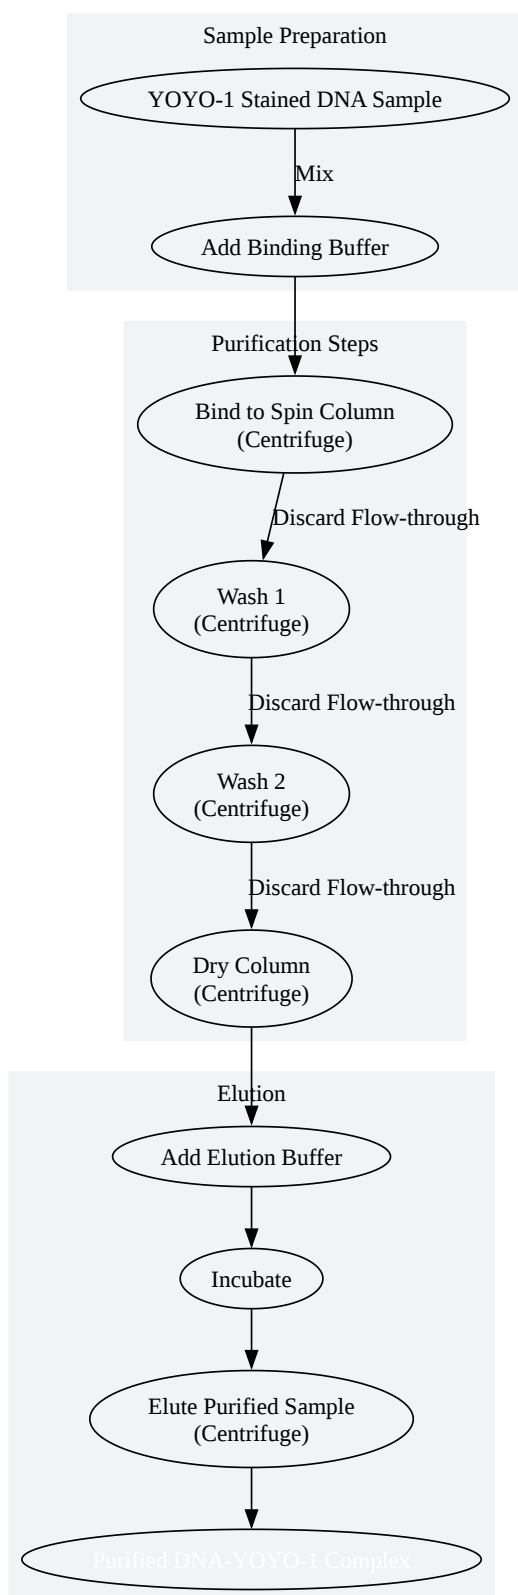 Sample Preparation
YOYO-1 Stained DNA Sample
Mix
Add Binding Buffer
Purification Steps
Bind to Spin Column
(Centrifuge)
Discard Flow-through
Wash 1
(Centrifuge)
Discard Flow-through
Wash 2
(Centrifuge)
Discard Flow-through
Dry Column
(Centrifuge)
Elution
Add Elution Buffer
Incubate
Elute Purified Sample
(Centrifuge)
Purified DNA-YOYO-1 Complex